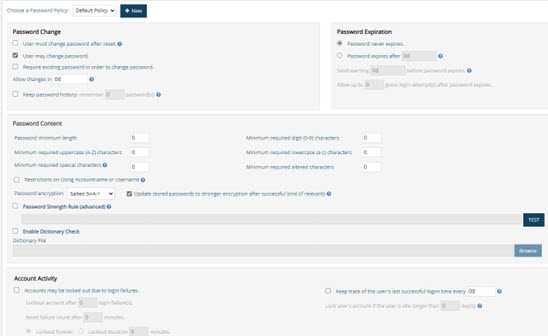 Choose a Password Policy: Default Policy + New
Password Change
User must change password after reset
User may change password
Require existing password in order to change password.
Allow changes in 0d
Keep password history: remember 0 password(s)
Password Expiration
Password never expires.
Password expires after 0d
Send warning 0d before password expires.
Allow up to 0 grace login attempt(s) after password expires.
Password Content
Password minimum length 0
Minimum required digit (0-9) characters 0
Minimum required uppercase (A-Z) characters 0
Minimum required lowercase (a-z) characters 0
Minimum required special characters 0
Minimum required altered characters 0
Restrictions on Using Accountname or Username
Password encryption: Salted SHA-1
Update stored passwords to stronger encryption after successful bind (if relevant)
Password Strength Rule (advanced)
TEST
Enable Dictionary Check
Dictionary File
Browse
Account Activity
Accounts may be locked out due to login failures.
Lockout account after 0 login failure(s).
Reset failure count after 0 minutes.
Lockout forever Lockout duration 0 minutes.
Keep track of the user's last successful login time every 0d
Lock user's account if the user is idle longer than 0 day(s)